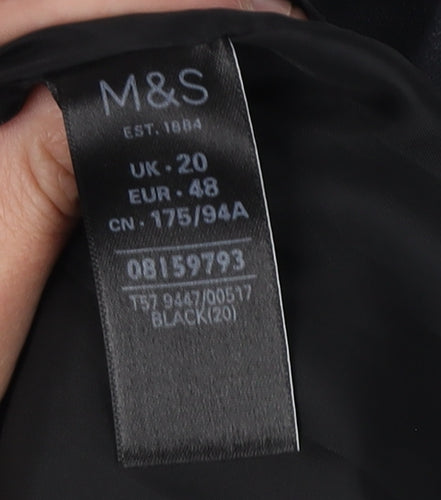 M&S
EST. 1884
UK · 20
EUR · 48
CN · 175/94A
08159793
T57 9447/00517
BLACK(20)